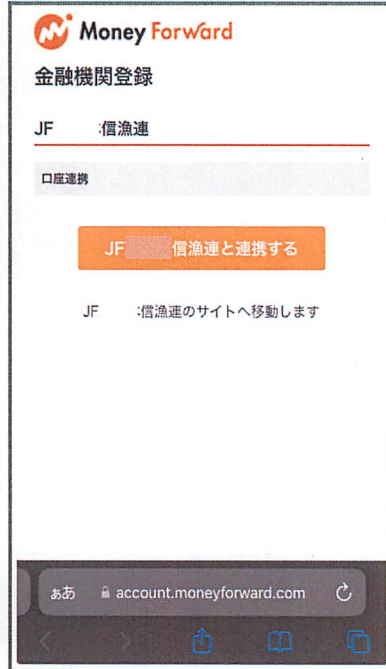 Money Forward
金融機関登録
JF :信漁連
口座連携
JF 信漁連と連携する
JF :信漁連のサイトへ移動します
ぁあ account.moneyforward.com